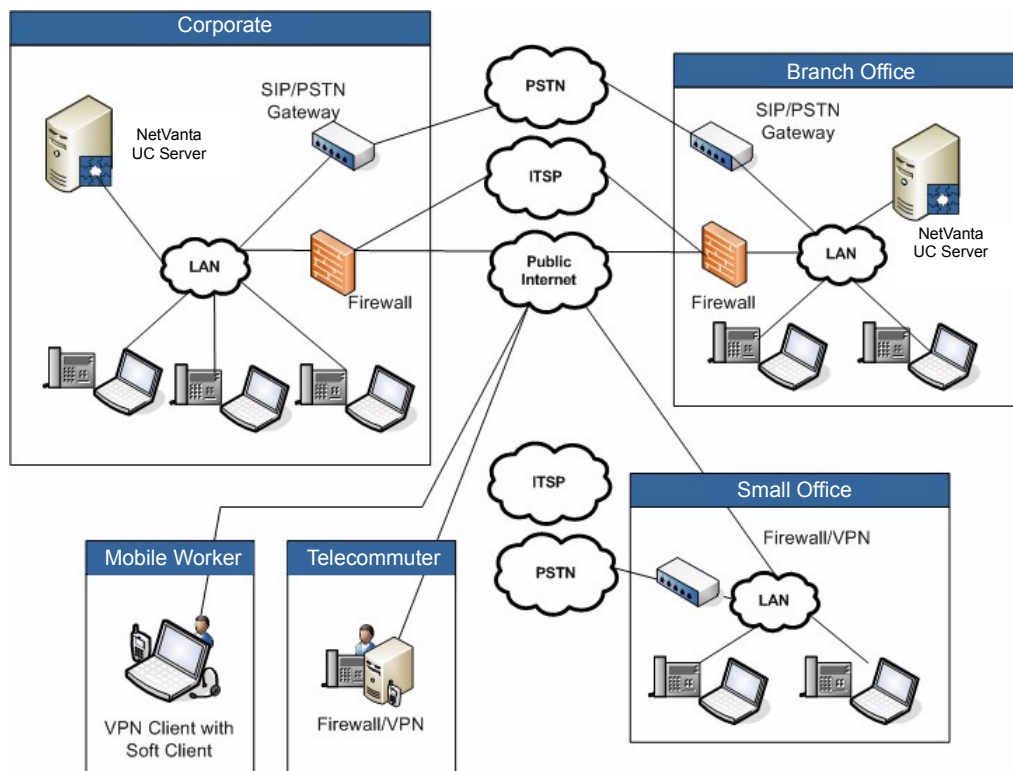 Corporate
SIP/PSTN
Gateway
NetVanta
UC Server
LAN
Firewall
PSTN
ITSP
Public
Internet
Branch Office
SIP/PSTN
Gateway
NetVanta
UC Server
LAN
Firewall
ITSP
PSTN
Small Office
Firewall/VPN
LAN
Mobile Worker
VPN Client with
Soft Client
Telecommuter
Firewall/VPN